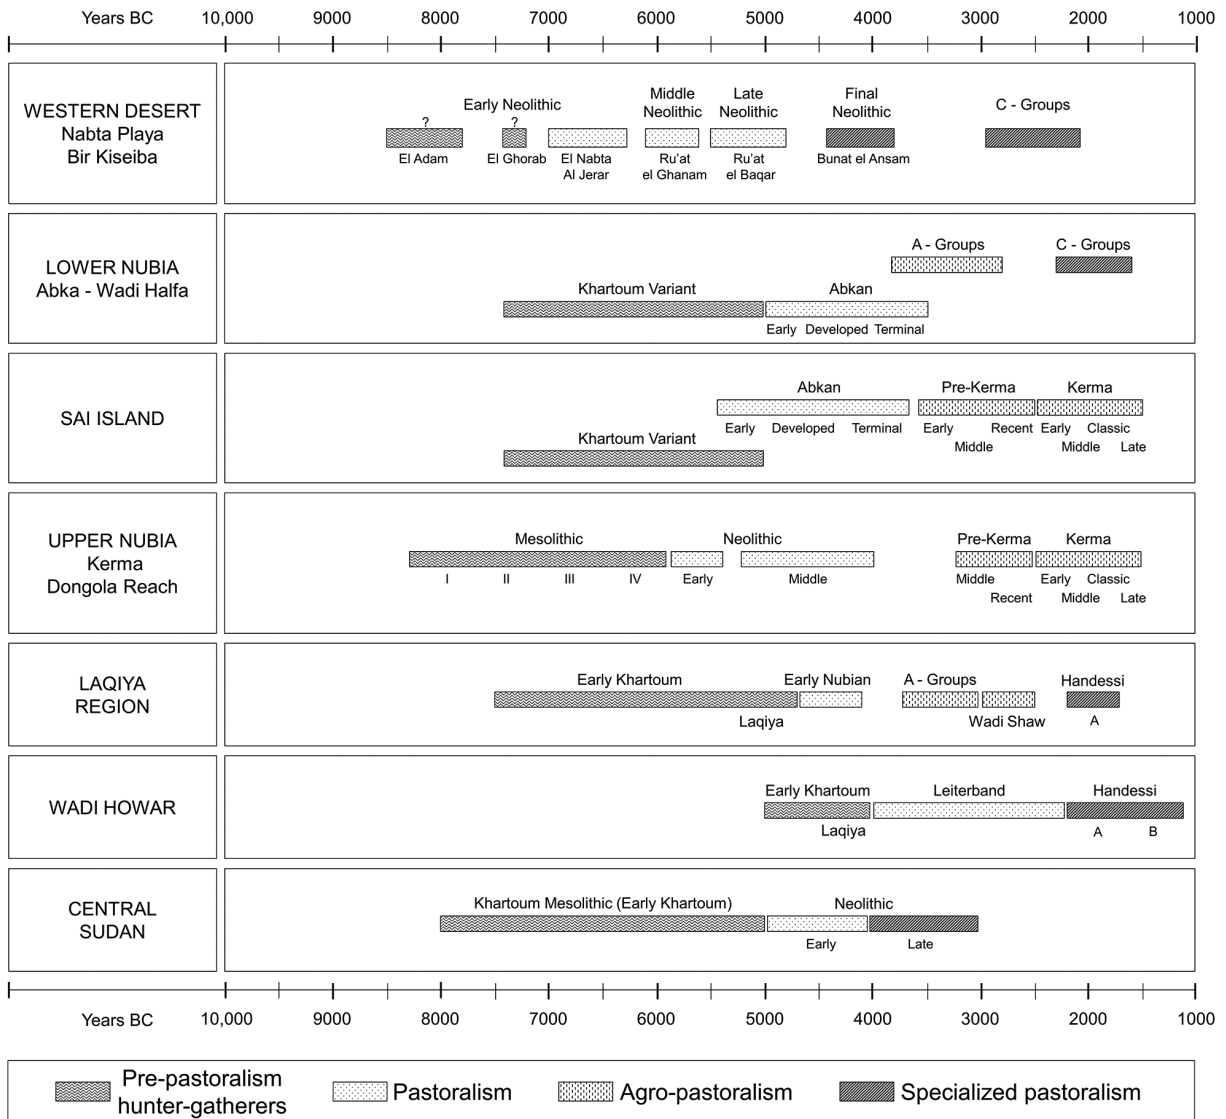 Years BC 10,000 9000 8000 7000 6000 5000 4000 3000 2000 1000
WESTERN DESERT
Nabta Playa
Bir Kiseiba
Early Neolithic
Middle
Neolithic
Late
Neolithic
Final
Neolithic
C - Groups
? ?
El Adam
El Ghorab
El Nabta
Al Jerar
Ru'at
el Ghanam
Ru'at
el Baqar
Bunat el Ansam
LOWER NUBIA
Abka - Wadi Halfa
A - Groups C - Groups
Khartoum Variant Abkan
Early Developed Terminal
SAI ISLAND
Abkan Pre-Kerma Kerma
Early Developed Terminal Early Recent Early Classic
Khartoum Variant Middle Middle Late
UPPER NUBIA
Kerma
Dongola Reach
Mesolithic Neolithic Pre-Kerma Kerma
I II III IV Early Middle Middle Early Classic
Recent Middle Late
LAQIYA
REGION
Early Khartoum Early Nubian A - Groups Handessi
Laqiya Wadi Shaw A
WADI HOWAR
Early Khartoum Leiterband Handessi
Laqiya A B
CENTRAL
SUDAN
Khartoum Mesolithic (Early Khartoum) Neolithic
Early Late
Years BC 10,000 9000 8000 7000 6000 5000 4000 3000 2000 1000
Pre-pastoralism
hunter-gatherers
Pastoralism
Agro-pastoralism
Specialized pastoralism